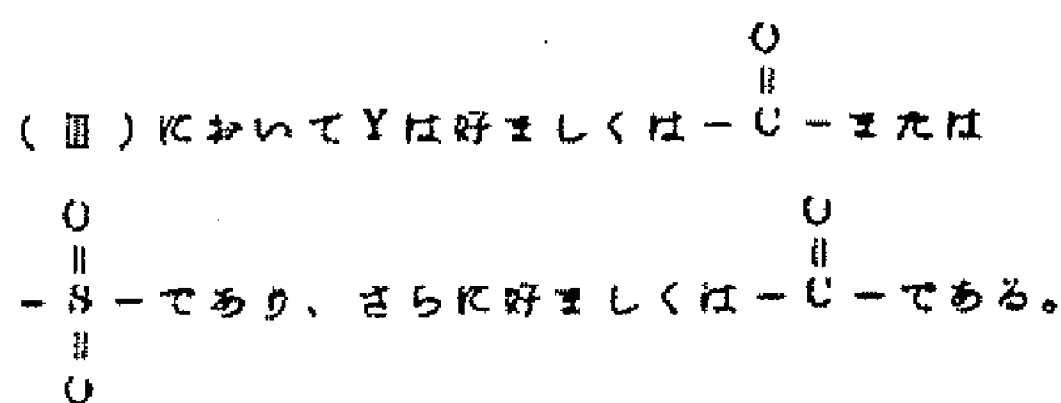 O
||
(Ⅲ)においてYは好ましくは-C-または
O O
|| ||
-S-であり、さらに好ましくは-C-である。
||
O